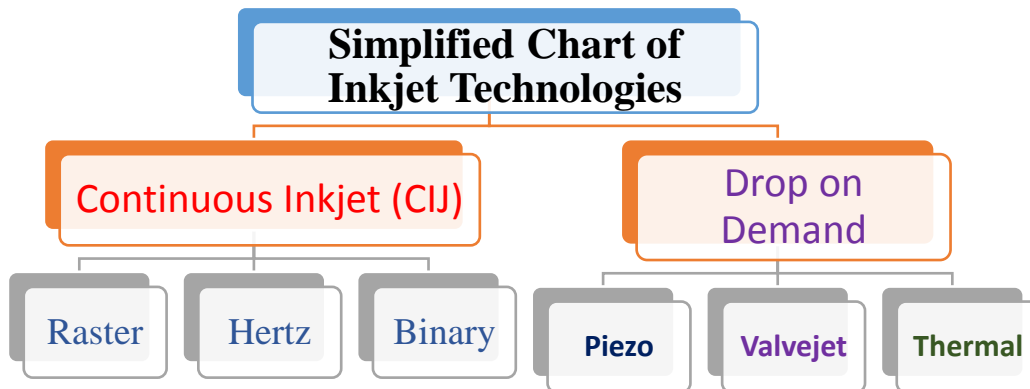 Simplified Chart of
Inkjet Technologies
Continuous Inkjet (CIJ)
Drop on
Demand
Raster
Hertz
Binary
Piezo
Valvejet
Thermal